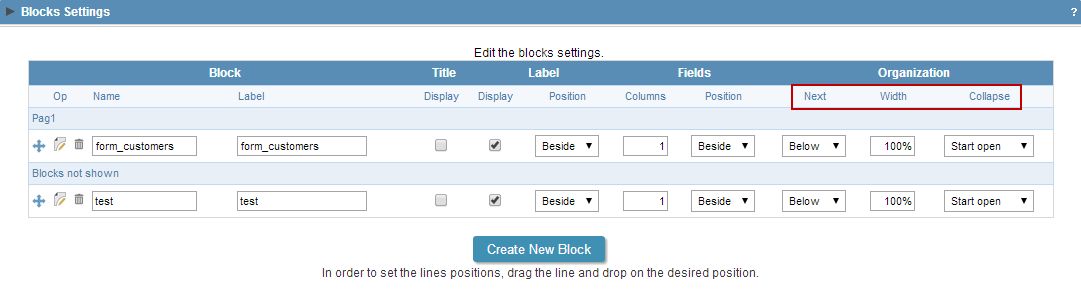 Blocks Settings ?
Edit the blocks settings.
Block Title Label Fields Organization
Op Name Label Display Display Position Columns Position Next Width Collapse
Pag1
form_customers form_customers Beside 1 Beside Below 100% Start open
Blocks not shown
test test Beside 1 Beside Below 100% Start open
Create New Block
In order to set the lines positions, drag the line and drop on the desired position.